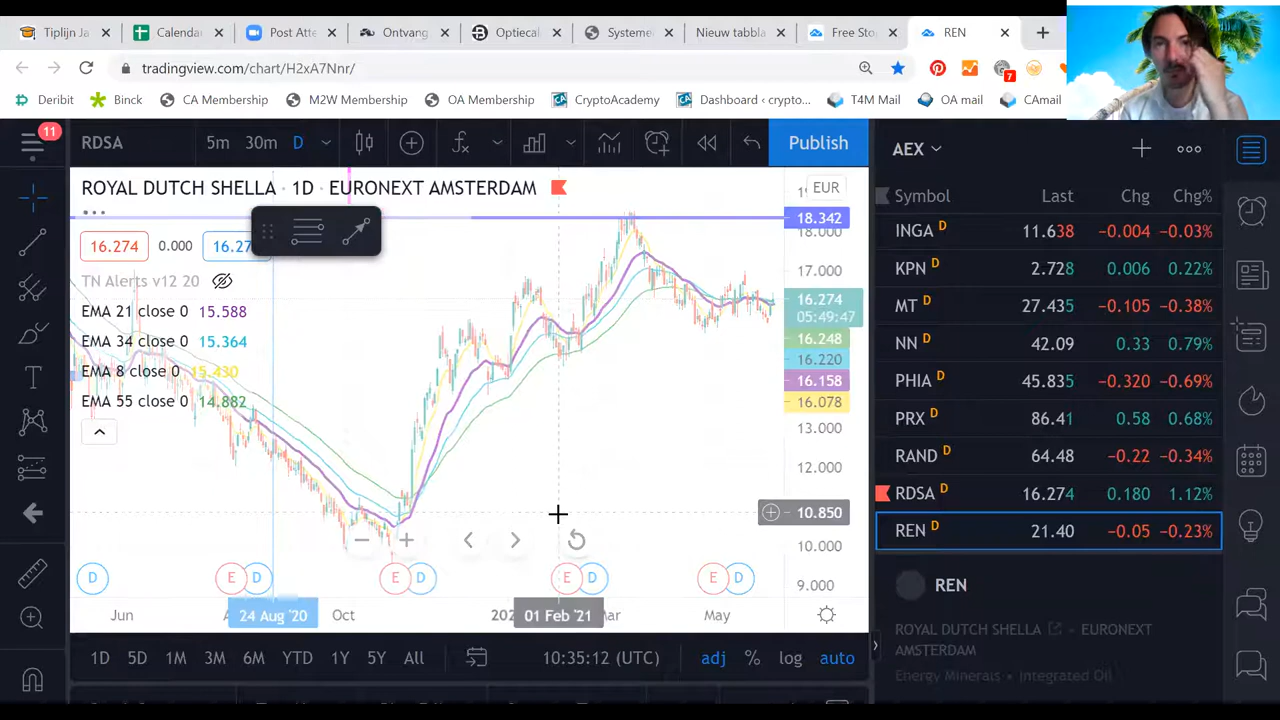 Tiplijn Ja
Calenda
Post Atte
Ontvang
Optiecal
Systeme
Nieuw tabbla
Free Sto
REN
tradingview.com/chart/H2xA7Nnr/
7
Deribit
Binck
CA Membership
M2W Membership
OA Membership
CryptoAcademy
Dashboard ‹ crypto...
T4M Mail
OA mail
CAmail
11
RDSA
5m
30m
D
Publish
AEX
ROYAL DUTCH SHELLA · 1D · EURONEXT AMSTERDAM
EUR
Symbol
Last
Chg
Chg%
16.274
0.000
16.27
TN Alerts v12 20
EMA 21 close 0 15.588
EMA 34 close 0 15.364
EMA 8 close 0 15.430
EMA 55 close 0 14.882
18.342
18.000
17.000
16.274
05:49:47
16.248
16.220
16.158
16.078
13.000
12.000
10.850
10.000
9.000
INGA D 11.638 −0.004 −0.03%
KPN D 2.728 0.006 0.22%
MT D 27.435 −0.105 −0.38%
NN D 42.09 0.33 0.79%
PHIA D 45.835 −0.320 −0.69%
PRX D 86.41 0.58 0.68%
RAND D 64.48 −0.22 −0.34%
RDSA D 16.274 0.180 1.12%
REN D 21.40 −0.05 −0.23%
D E D E D E D E D
Jun
24 Aug '20
Oct
202
01 Feb '21
Mar
May
1D 5D 1M 3M 6M YTD 1Y 5Y All
10:35:12 (UTC)
adj % log auto
REN
ROYAL DUTCH SHELLA
EURONEXT
AMSTERDAM
Energy Minerals • Integrated Oil